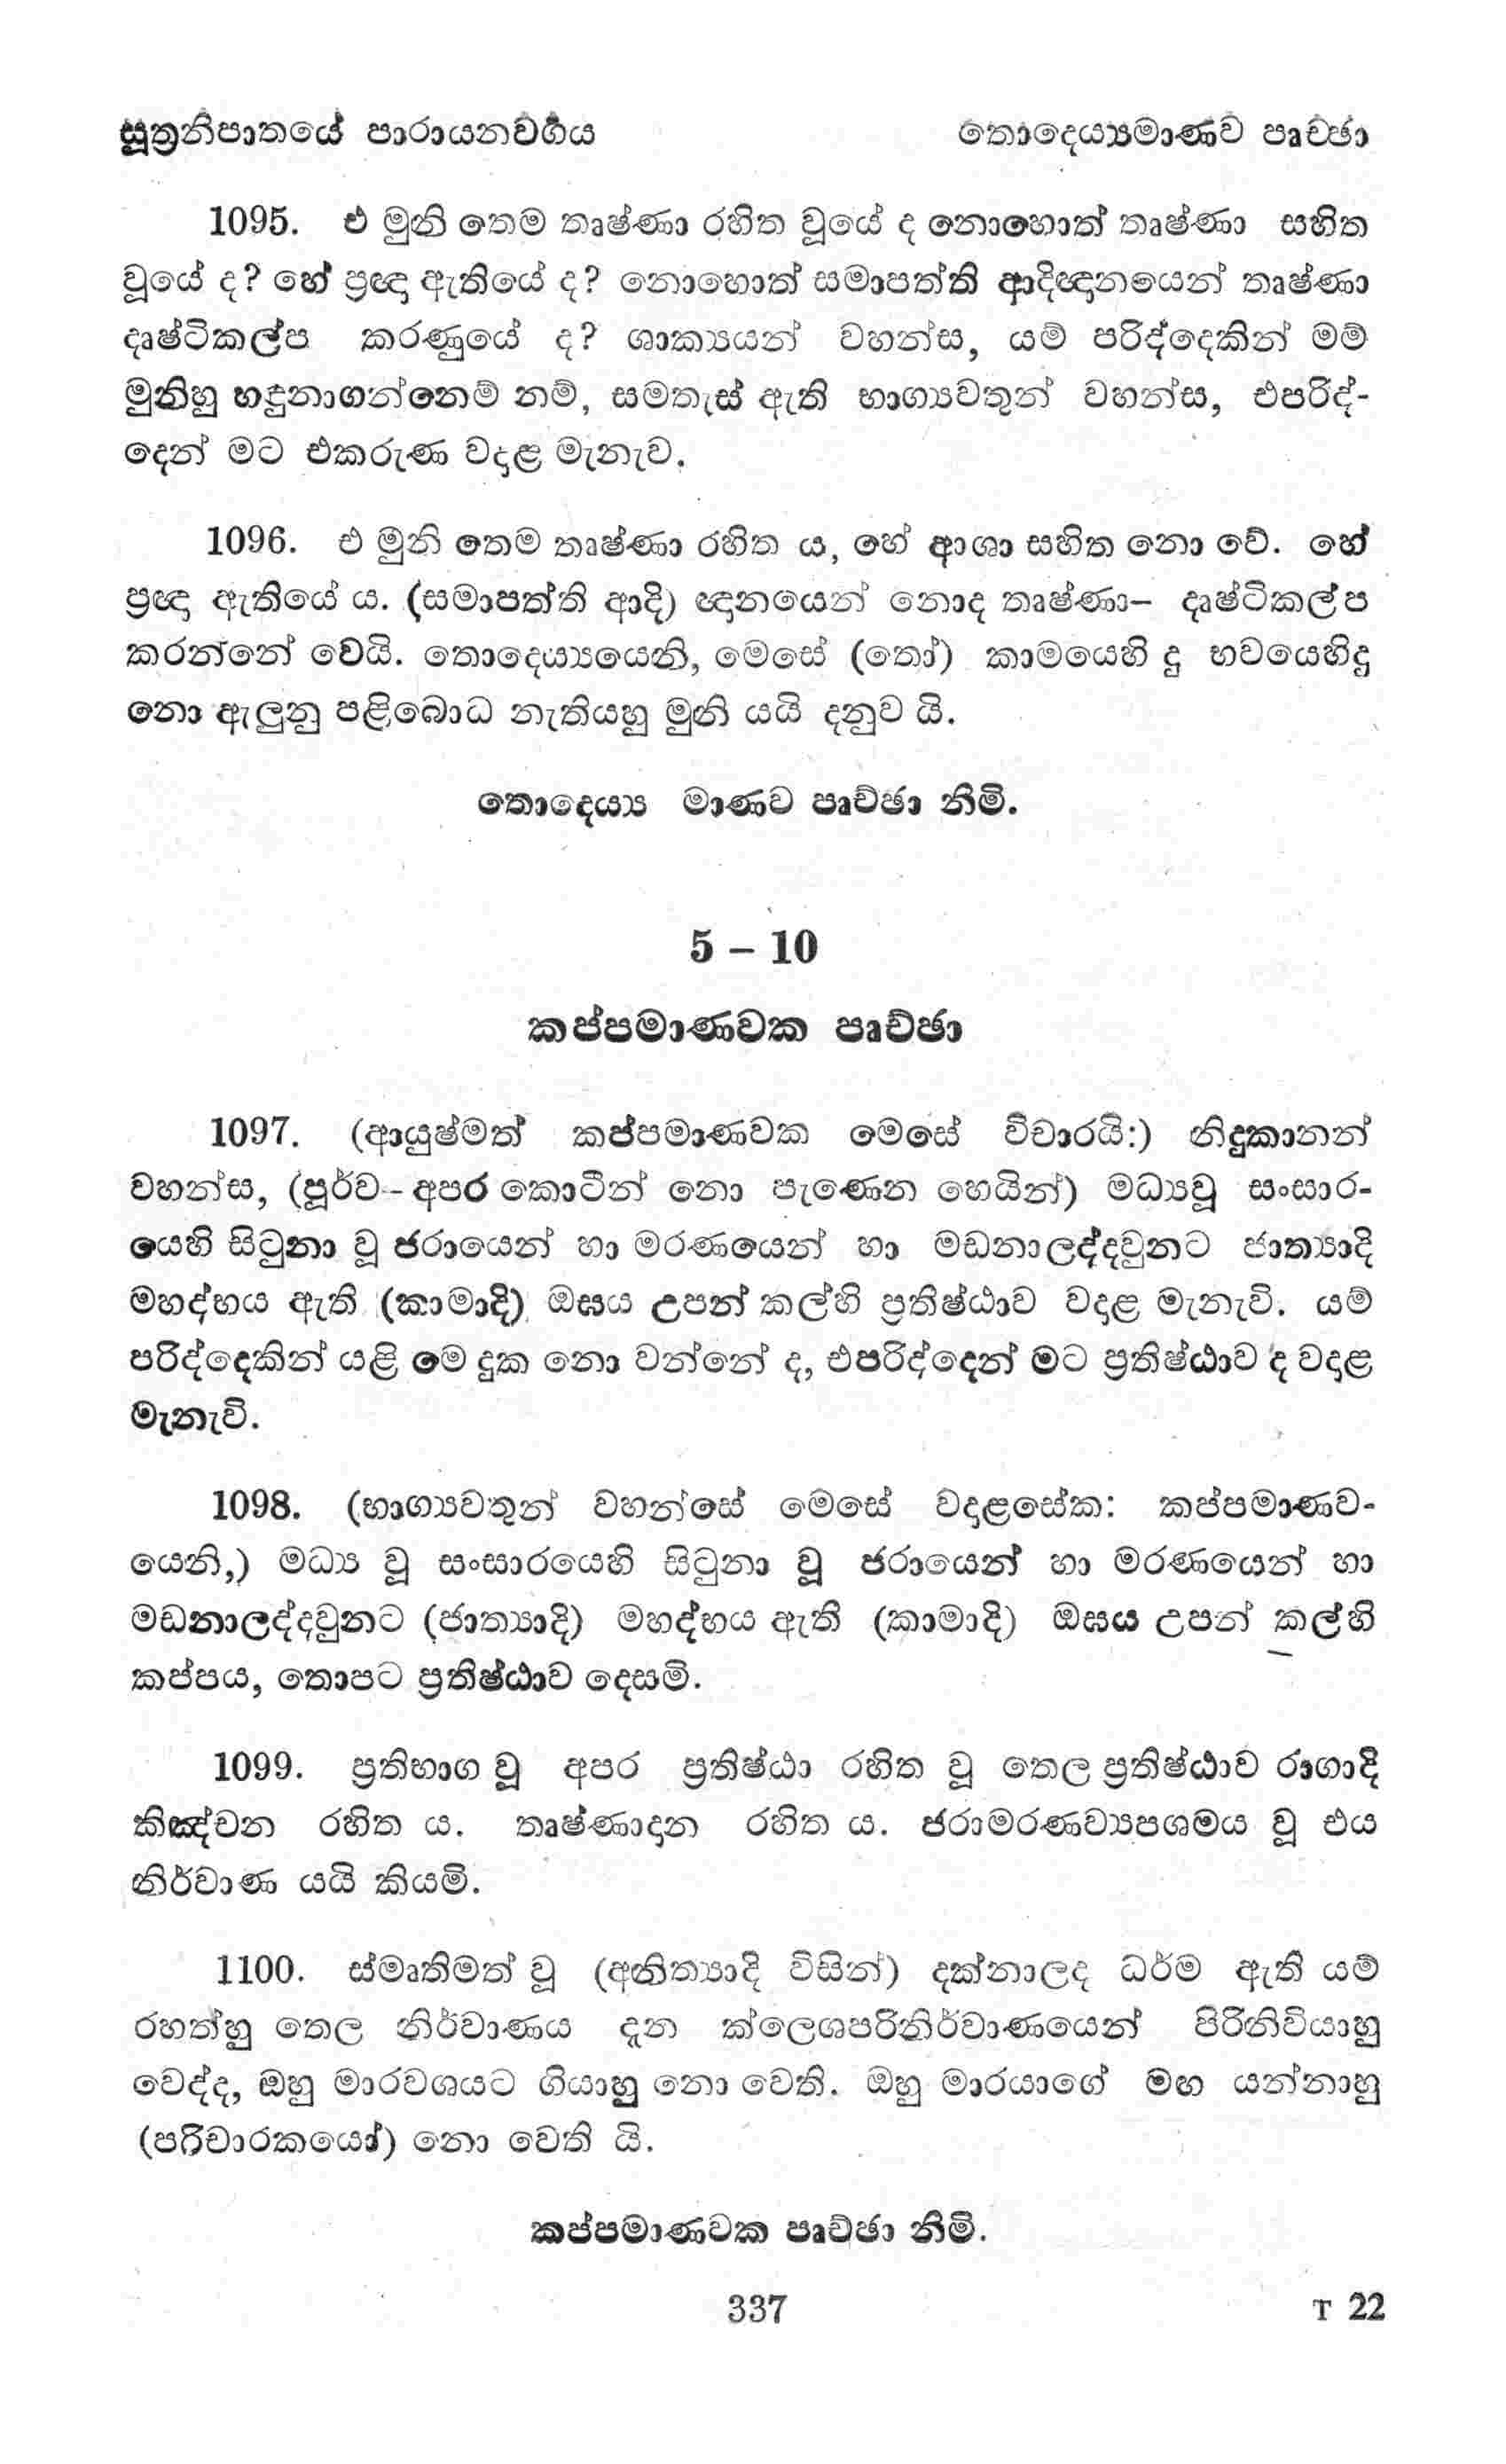 සූත්‍රනිපාතයේ පාරායනවර්ගය තොදෙය්‍යමාණව පෘච්ඡා
1095. එ මුනි තෙම තෘෂ්ණා රහිත වූයේ ද නොහොත් තෘෂ්ණා සහිත
වූයේ ද? හේ ප්‍රඥා ඇතියේ ද? නොහොත් සමාපත්ති ආදිඥානයෙන් තෘෂ්ණා
දෘෂ්ටිකල්ප කරණුයේ ද? ශාක්‍යයන් වහන්ස, යම් පරිද්දෙකින් මම්
මුනිහු හඳුනාගන්නෙම් නම්, සමතැස් ඇති භාග්‍යවතුන් වහන්ස, එපරිද්-
දෙන් මට එකරුණ වදාළ මැනැව.
1096. එ මුනි තෙම තෘෂ්ණා රහිත ය, හේ ආශා සහිත නො වේ. හේ
ප්‍රඥා ඇතියේ ය. (සමාපත්ති ආදි) ඥානයෙන් නොද තෘෂ්ණා– දෘෂ්ටිකල්ප
කරන්නේ වෙයි. තොදෙය්‍යයෙනි, මෙසේ (තෝ) කාමයෙහි දු භවයෙහිදු
නො ඇලුනු පළිබොධ නැතියහු මුනි යයි දනුව යි.
තොදෙය්‍ය මාණව පෘච්ඡා නිමි.
5 – 10
කප්පමාණවක පෘච්ඡා
1097. (ආයුෂ්මත් කප්පමාණවක මෙසේ විචාරයි:) නිදුකානන්
වහන්ස, (පූර්ව – අපර කොටින් නො පැණෙන හෙයින්) මධ්‍යවූ සංසාර-
යෙහි සිටුනා වූ ජරායෙන් හා මරණයෙන් හා මඩනාලද්දවුනට ජාත්‍යාදි
මහද්භය ඇති (කාමාදි) ඔඝය උපන් කල්හි ප්‍රතිෂ්ඨාව වදාළ මැනැවි. යම්
පරිද්දෙකින් යළි මෙ දුක නො වන්නේ ද, එපරිද්දෙන් මට ප්‍රතිෂ්ඨාව ද වදාළ
මැනැවි.
1098. (භාග්‍යවතුන් වහන්සේ මෙසේ වදාළසේක: කප්පමාණව-
යෙනි,) මධ්‍ය වූ සංසාරයෙහි සිටුනා වූ ජරායෙන් හා මරණයෙන් හා
මඩනාලද්දවුනට (ජාත්‍යාදි) මහද්භය ඇති (කාමාදි) ඔඝය උපන් කල්හි
කප්පය, තොපට ප්‍රතිෂ්ඨාව දෙසමි.
1099. ප්‍රතිභාග වූ අපර ප්‍රතිෂ්ඨා රහිත වූ තෙල ප්‍රතිෂ්ඨාව රාගාදි
කිඤ්චන රහිත ය. තෘෂ්ණාදාන රහිත ය. ජරාමරණව්‍යපශමය වූ එය
නිර්වාණ යයි කියමි.
1100. ස්මෘතිමත් වූ (අනිත්‍යාදි විසින්) දක්නාලද ධර්ම ඇති යම්
රහත්හු තෙල නිර්වාණය දැන ක්ලෙශපරිනිර්වාණයෙන් පිරිනිවියාහු
වෙද්ද, ඔහු මාරවශයට ගියාහු නො වෙති. ඔහු මාරයාගේ මඟ යන්නාහු
(පරිචාරකයෝ) නො වෙති යි.
කප්පමාණවක පෘච්ඡා නිමි.
337 T 22